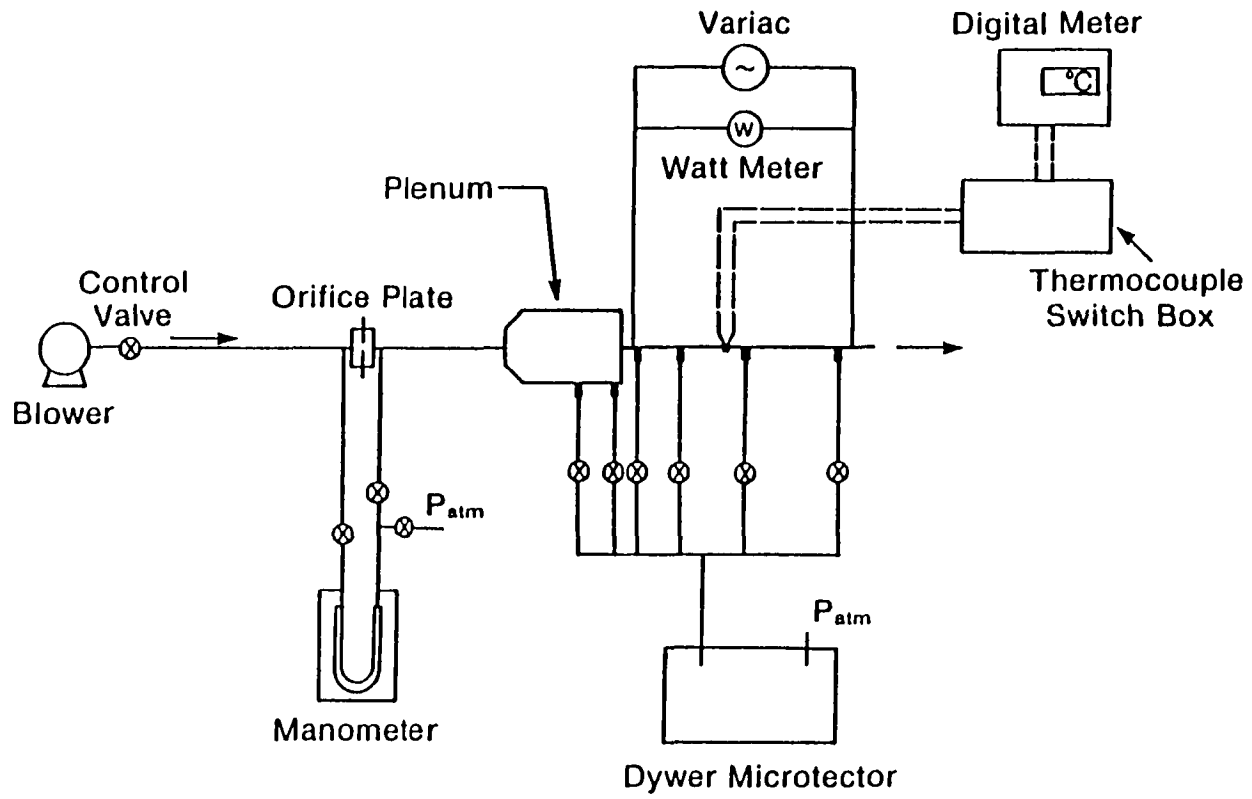 Variac
~
Digital Meter
°C
W
Watt Meter
Plenum
Control
Valve
Orifice Plate
Thermocouple
Switch Box
Blower
Patm
Manometer
Patm
Dywer Microtector